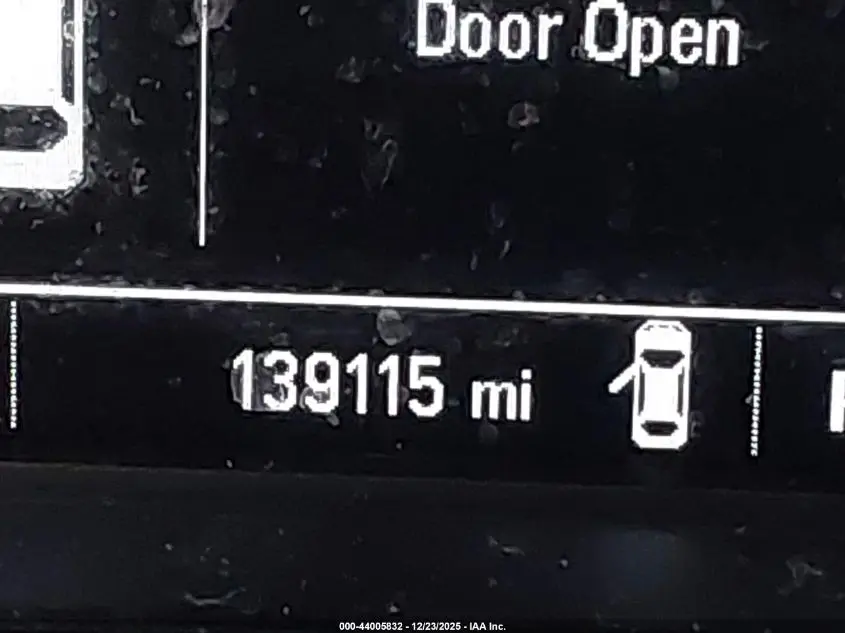 Door Open
139115 mi
000-44005832 - 12/23/2025 - IAA Inc.